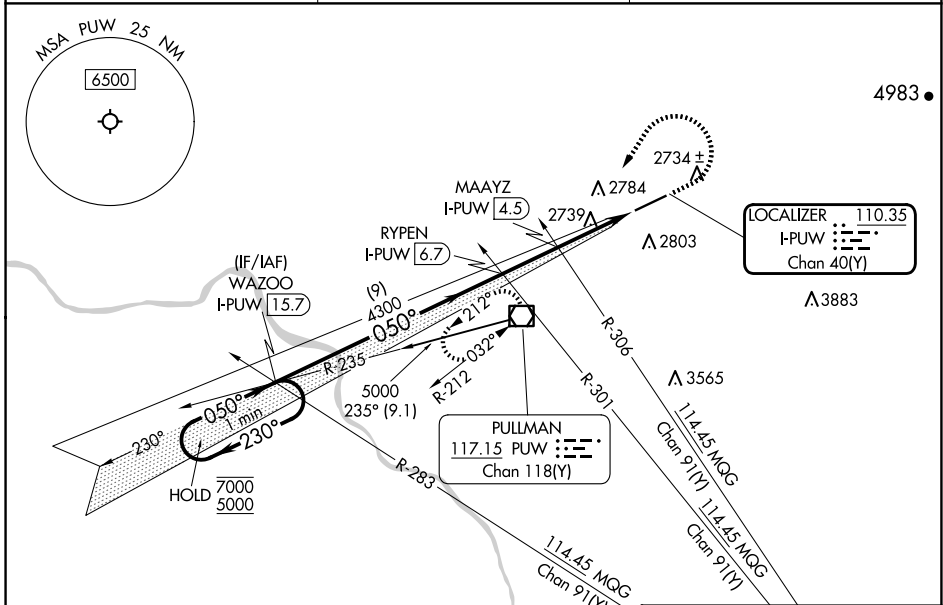 MSA PUW 25 NM
6500
4983
2734 ±
2784
MAAYZ
I-PUW 4.5
2739
LOCALIZER 110.35
I-PUW
Chan 40(Y)
2803
RYPEN
I-PUW 6.7
3883
(IF/IAF)
WAZOO
I-PUW 15.7
(9)
4300
050°
212°
032°
R-212
R-235
5000
235° (9.1)
R-306
R-301
3565
050°
1 min
230°
230°
HOLD 7000
5000
PULLMAN
117.15 PUW
Chan 118(Y)
R-283
114.45 MQG
Chan 91(Y)
114.45 MQG
Chan 91(Y)
114.45 MQG
Chan 91(Y)